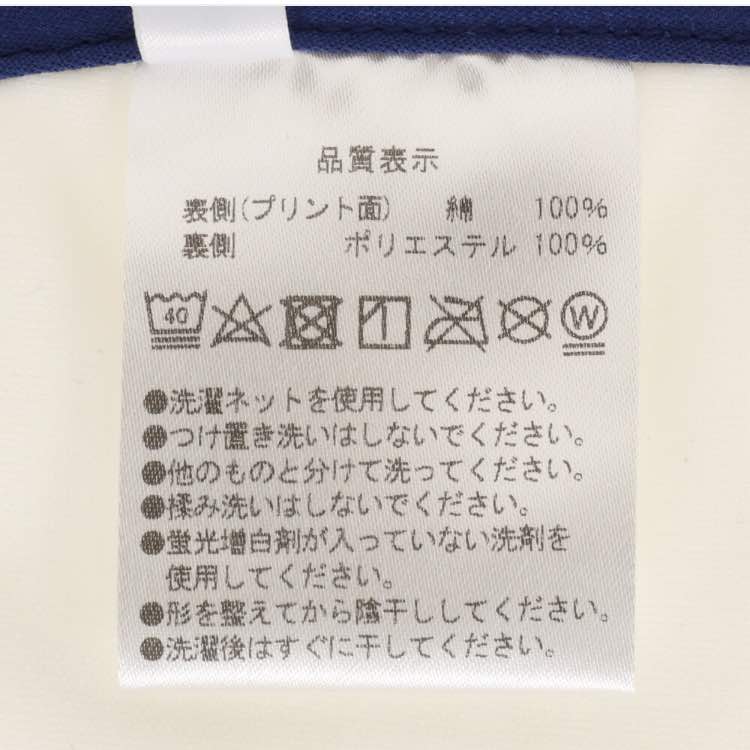 品質表示
表側(プリント面) 綿 100%
裏側 ポリエステル 100%
40 W
●洗濯ネットを使用してください。
●つけ置き洗いはしないでください。
●他のものと分けて洗ってください。
●揉み洗いはしないでください。
●蛍光増白剤が入っていない洗剤を
使用してください。
●形を整えてから陰干ししてください。
●洗濯後はすぐに干してください。